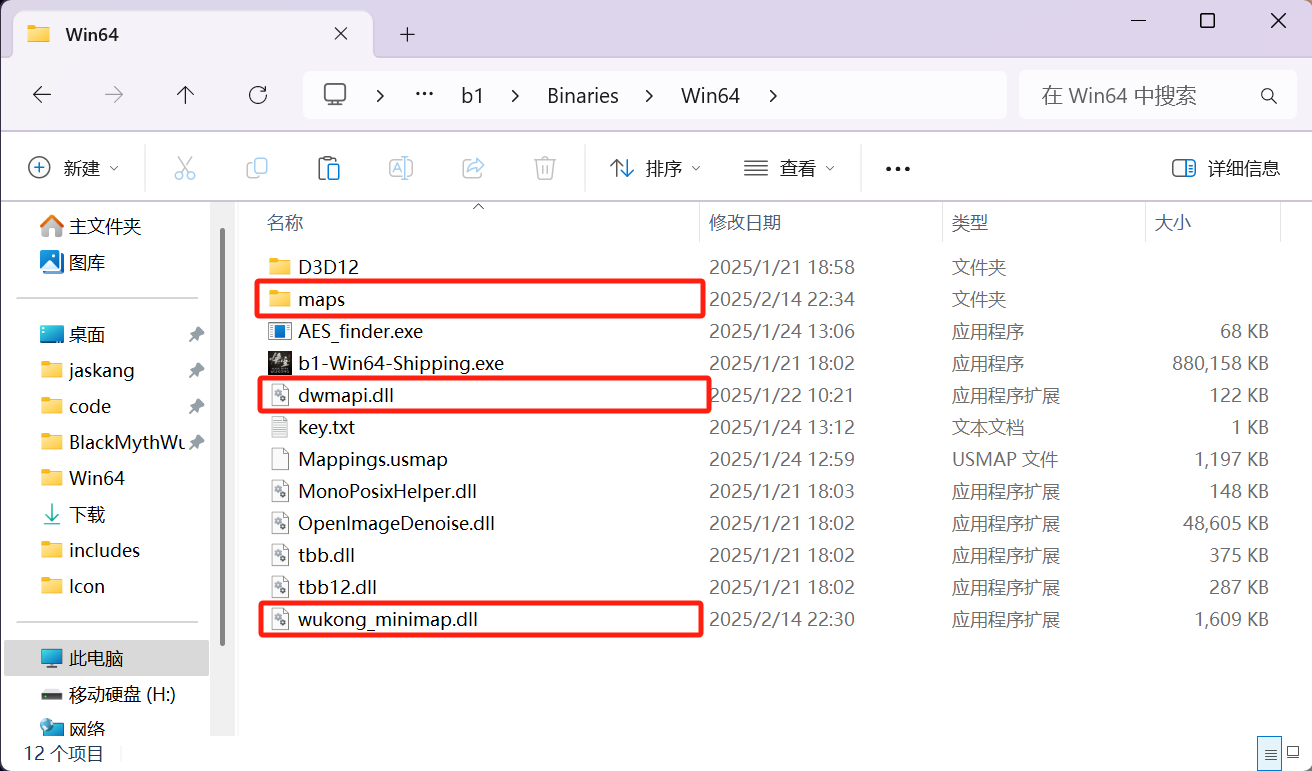 Win64
b1 Binaries Win64 在 Win64 中搜索
新建 排序 查看 详细信息
主文件夹
图库
桌面
jaskang
code
BlackMythWu
Win64
下载
includes
Icon
此电脑
移动硬盘 (H:)
网络
名称 修改日期 类型 大小
D3D12 2025/1/21 18:58 文件夹
maps 2025/2/14 22:34 文件夹
AES_finder.exe 2025/1/24 13:06 应用程序 68 KB
b1-Win64-Shipping.exe 2025/1/21 18:02 应用程序 880,158 KB
dwmapi.dll 2025/1/22 10:21 应用程序扩展 122 KB
key.txt 2025/1/24 13:12 文本文档 1 KB
Mappings.usmap 2025/1/24 12:59 USMAP 文件 1,197 KB
MonoPosixHelper.dll 2025/1/21 18:03 应用程序扩展 148 KB
OpenImageDenoise.dll 2025/1/21 18:02 应用程序扩展 48,605 KB
tbb.dll 2025/1/21 18:02 应用程序扩展 375 KB
tbb12.dll 2025/1/21 18:02 应用程序扩展 287 KB
wukong_minimap.dll 2025/2/14 22:30 应用程序扩展 1,609 KB
12 个项目